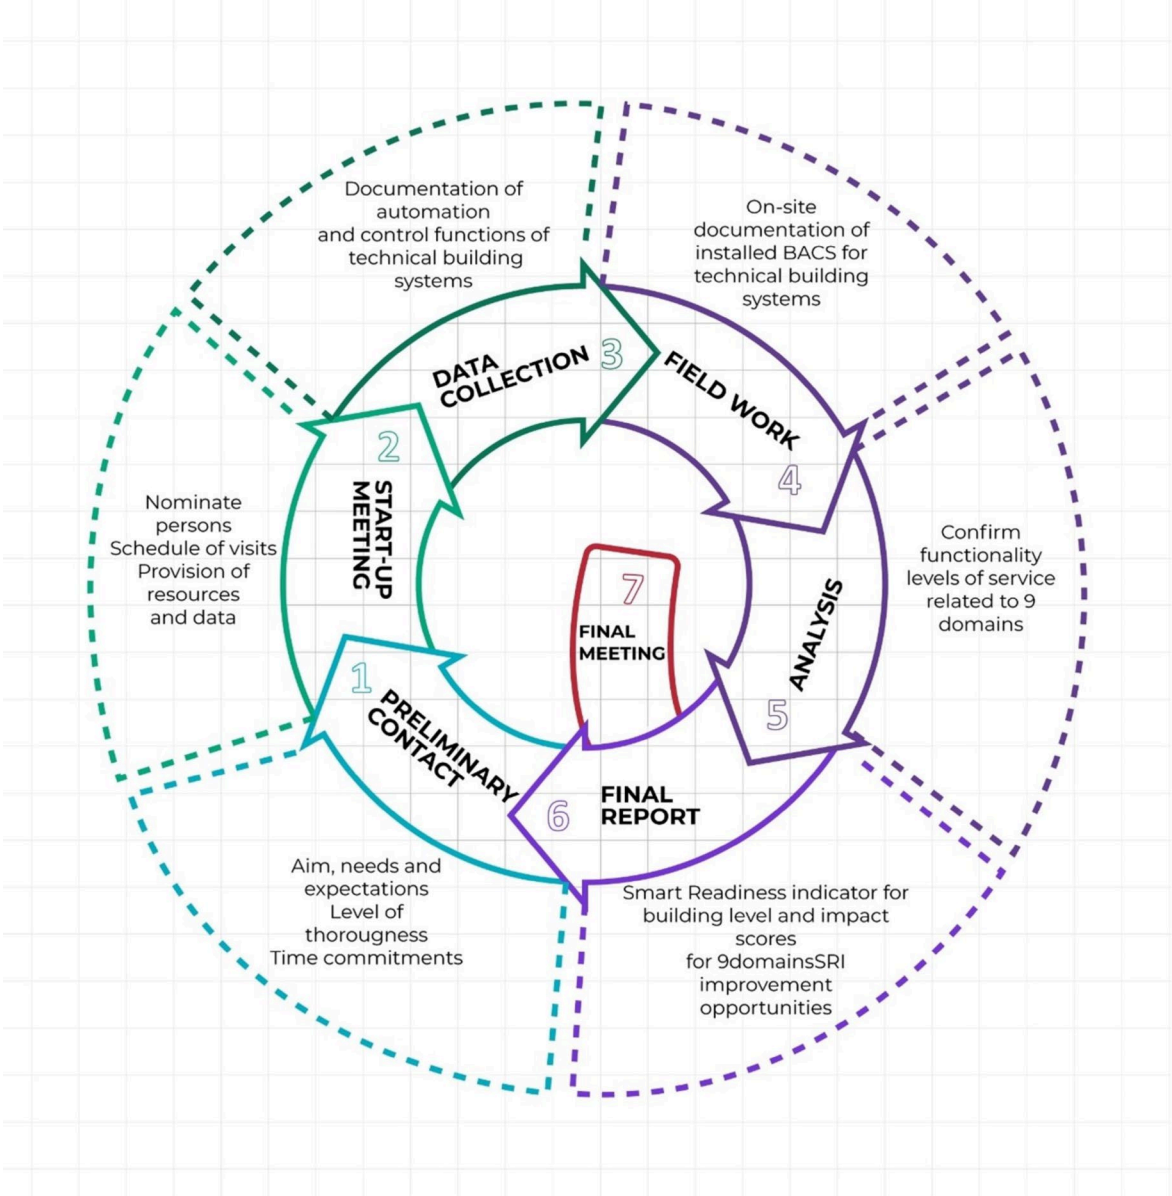 Documentation of
automation
and control functions of
technical building
systems
On-site
documentation of
installed BACS for
technical building
systems
DATA
COLLECTION
3
FIELD WORK
4
2
START-UP
MEETING
Nominate
persons
Schedule of visits
Provision of
resources
and data
Confirm
functionality
levels of service
related to 9
domains
7
FINAL
MEETING
ANALYSIS
5
1
PRELIMINARY
CONTACT
6
FINAL
REPORT
Aim, needs and
expectations
Level of
thorougness
Time commitments
Smart Readiness indicator for
building level and impact
scores
for 9domainsSRI
improvement
opportunities